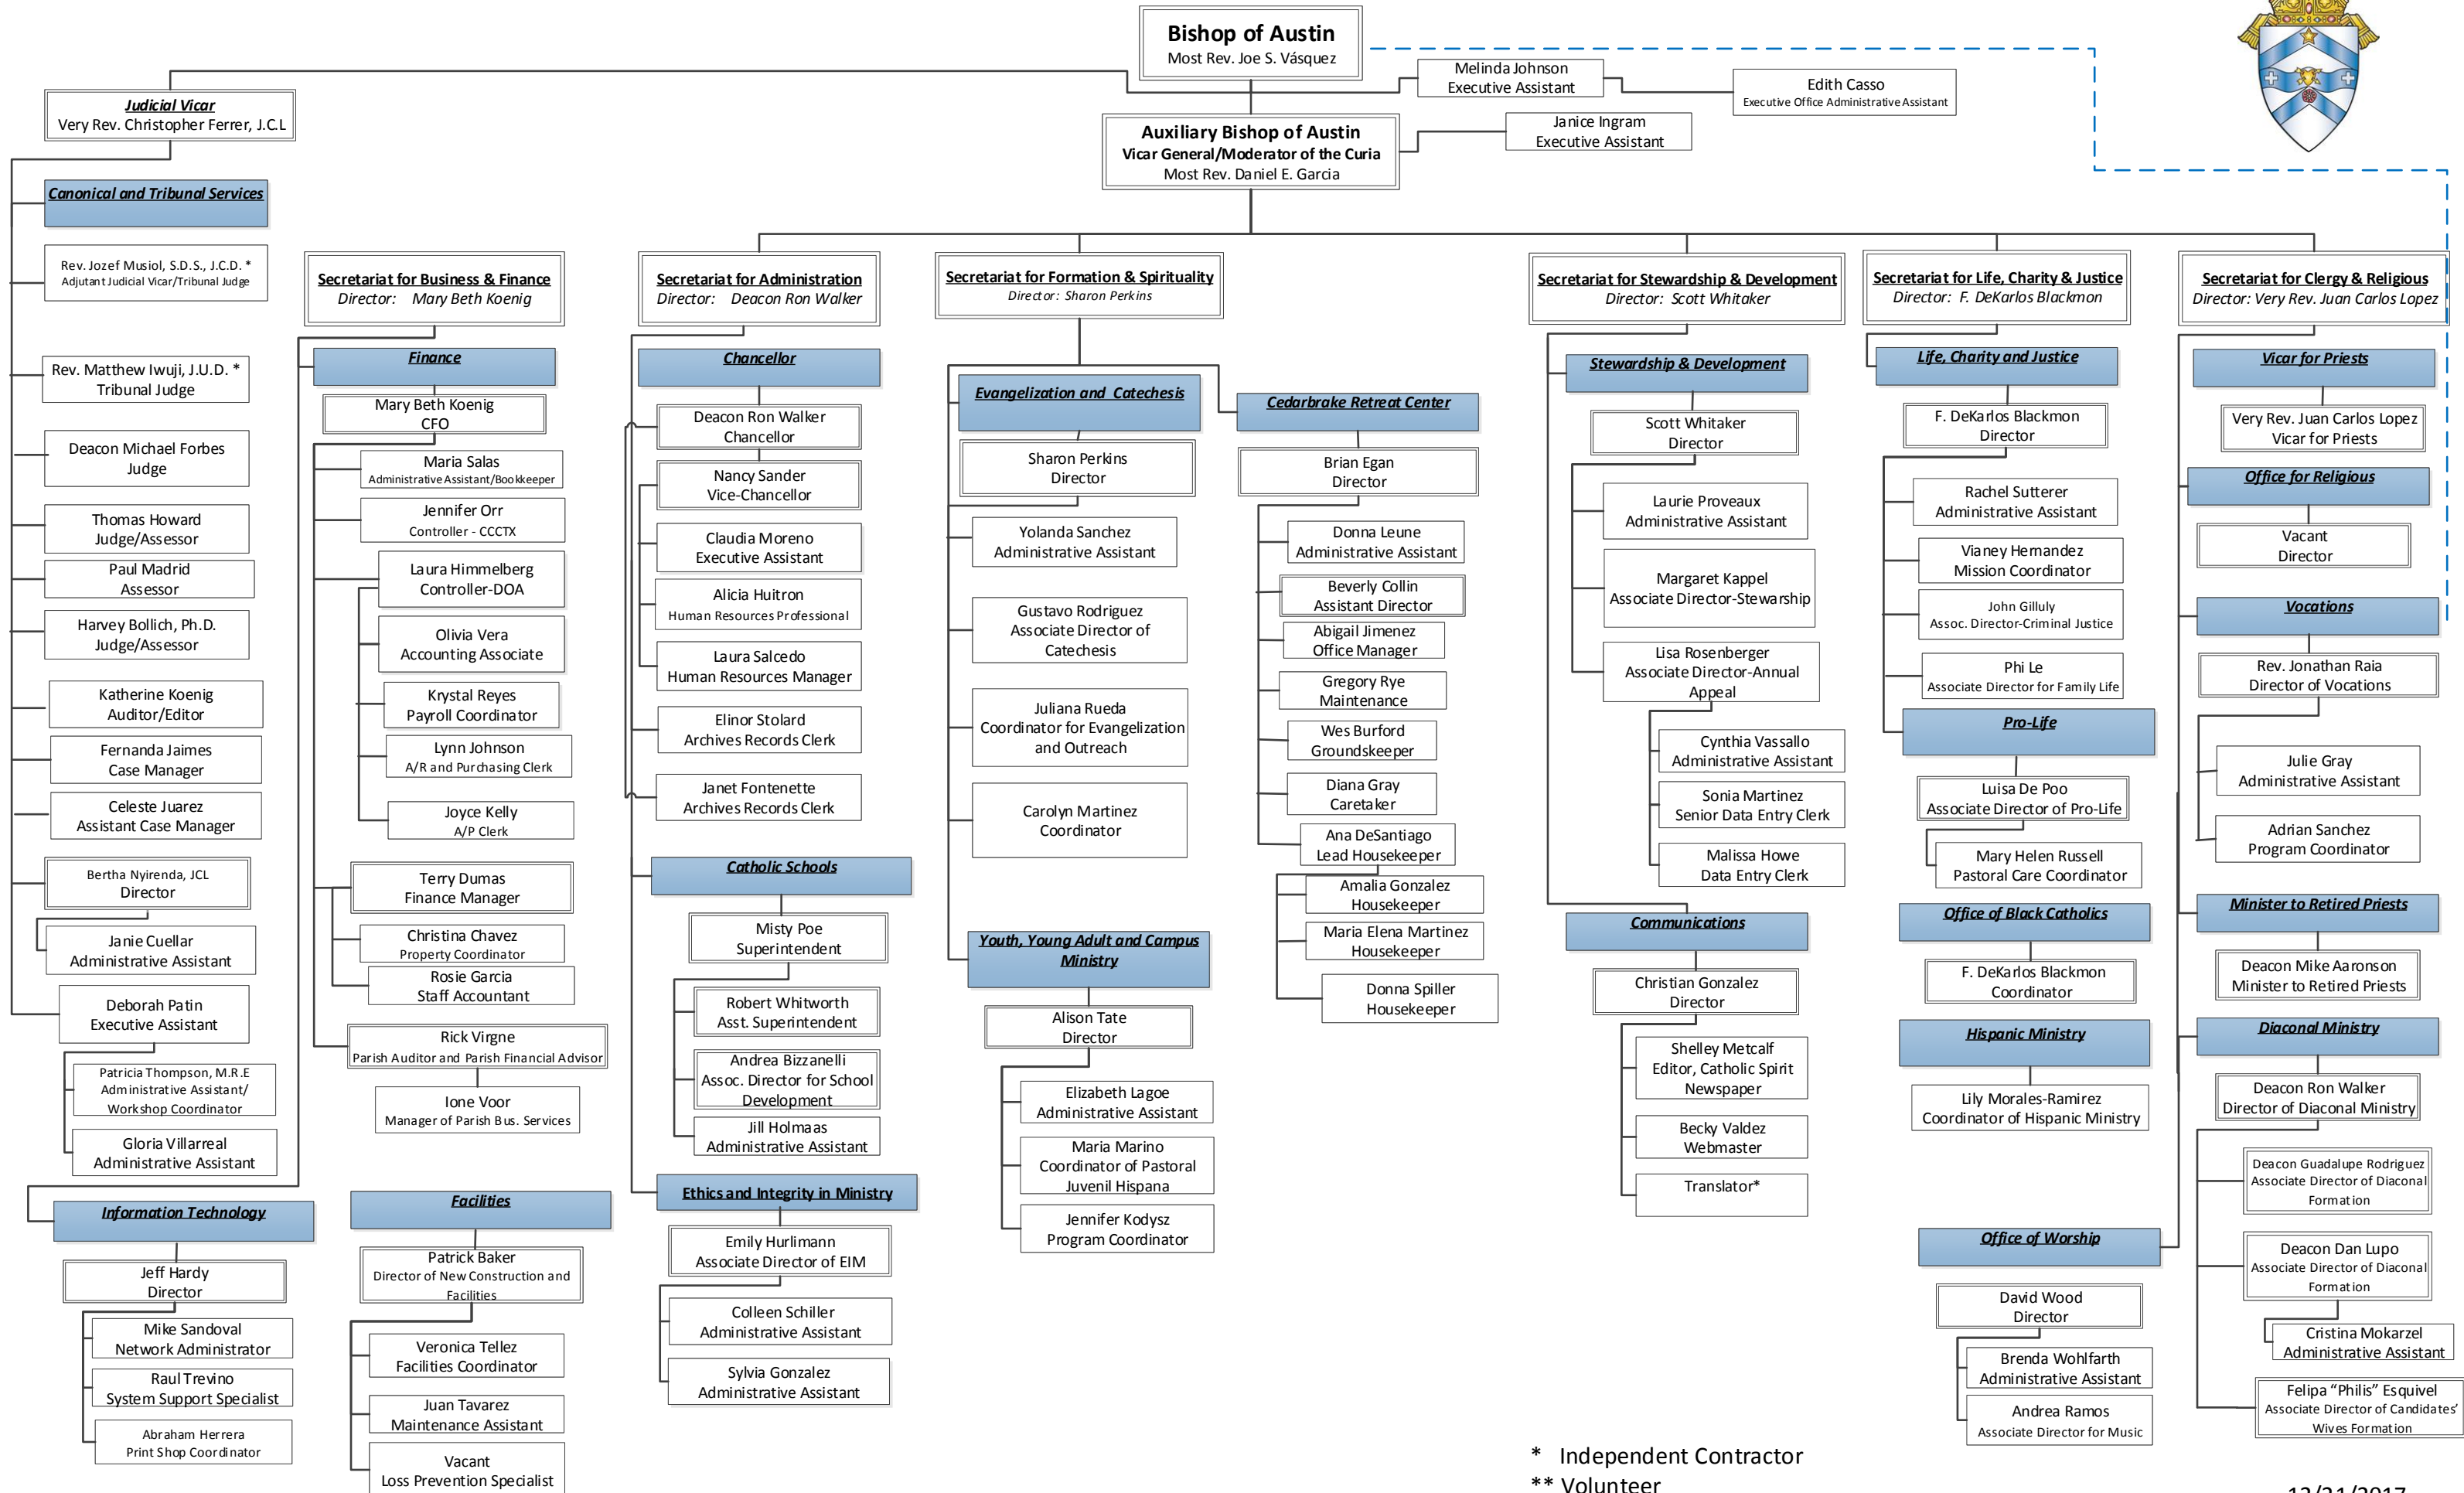 Bishop of Austin
Most Rev. Joe S. Vásquez
Melinda Johnson
Executive Assistant
Edith Casso
Executive Office Administrative Assistant
Judicial Vicar
Very Rev. Christopher Ferrer, J.C.L
Auxiliary Bishop of Austin
Vicar General/Moderator of the Curia
Most Rev. Daniel E. Garcia
Janice Ingram
Executive Assistant
Canonical and Tribunal Services
Rev. Jozef Musiol, S.D.S., J.C.D. *
Adjutant Judicial Vicar/Tribunal Judge
Rev. Matthew Iwuji, J.U.D. *
Tribunal Judge
Deacon Michael Forbes
Judge
Thomas Howard
Judge/Assessor
Paul Madrid
Assessor
Harvey Bollich, Ph.D.
Judge/Assessor
Katherine Koenig
Auditor/Editor
Fernanda Jaimes
Case Manager
Celeste Juarez
Assistant Case Manager
Bertha Nyirenda, JCL
Director
Janie Cuellar
Administrative Assistant
Deborah Patin
Executive Assistant
Patricia Thompson, M.R.E
Administrative Assistant/
Workshop Coordinator
Gloria Villarreal
Administrative Assistant
Secretariat for Business & Finance
Director: Mary Beth Koenig
Finance
Mary Beth Koenig
CFO
Maria Salas
Administrative Assistant/Bookkeeper
Jennifer Orr
Controller - CCCTX
Laura Himmelberg
Controller-DOA
Olivia Vera
Accounting Associate
Krystal Reyes
Payroll Coordinator
Lynn Johnson
A/R and Purchasing Clerk
Joyce Kelly
A/P Clerk
Terry Dumas
Finance Manager
Christina Chavez
Property Coordinator
Rosie Garcia
Staff Accountant
Rick Virgne
Parish Auditor and Parish Financial Advisor
Ione Voor
Manager of Parish Bus. Services
Information Technology
Jeff Hardy
Director
Mike Sandoval
Network Administrator
Raul Trevino
System Support Specialist
Abraham Herrera
Print Shop Coordinator
Facilities
Patrick Baker
Director of New Construction and
Facilities
Veronica Tellez
Facilities Coordinator
Juan Tavarez
Maintenance Assistant
Vacant
Loss Prevention Specialist
Secretariat for Administration
Director: Deacon Ron Walker
Chancellor
Deacon Ron Walker
Chancellor
Nancy Sander
Vice-Chancellor
Claudia Moreno
Executive Assistant
Alicia Huitron
Human Resources Professional
Laura Salcedo
Human Resources Manager
Elinor Stolard
Archives Records Clerk
Janet Fontenette
Archives Records Clerk
Catholic Schools
Misty Poe
Superintendent
Robert Whitworth
Asst. Superintendent
Andrea Bizzanelli
Assoc. Director for School
Development
Jill Holmaas
Administrative Assistant
Ethics and Integrity in Ministry
Emily Hurlimann
Associate Director of EIM
Colleen Schiller
Administrative Assistant
Sylvia Gonzalez
Administrative Assistant
Secretariat for Formation & Spirituality
Director: Sharon Perkins
Evangelization and Catechesis
Sharon Perkins
Director
Yolanda Sanchez
Administrative Assistant
Gustavo Rodriguez
Associate Director of
Catechesis
Juliana Rueda
Coordinator for Evangelization
and Outreach
Carolyn Martinez
Coordinator
Youth, Young Adult and Campus
Ministry
Alison Tate
Director
Elizabeth Lagoe
Administrative Assistant
Maria Marino
Coordinator of Pastoral
Juvenil Hispana
Jennifer Kodysz
Program Coordinator
Cedarbrake Retreat Center
Brian Egan
Director
Donna Leune
Administrative Assistant
Beverly Collin
Assistant Director
Abigail Jimenez
Office Manager
Gregory Rye
Maintenance
Wes Burford
Groundskeeper
Diana Gray
Caretaker
Ana DeSantiago
Lead Housekeeper
Amalia Gonzalez
Housekeeper
Maria Elena Martinez
Housekeeper
Donna Spiller
Housekeeper
Secretariat for Stewardship & Development
Director: Scott Whitaker
Stewardship & Development
Scott Whitaker
Director
Laurie Proveaux
Administrative Assistant
Margaret Kappel
Associate Director-Stewarship
Lisa Rosenberger
Associate Director-Annual
Appeal
Cynthia Vassallo
Administrative Assistant
Sonia Martinez
Senior Data Entry Clerk
Malissa Howe
Data Entry Clerk
Communications
Christian Gonzalez
Director
Shelley Metcalf
Editor, Catholic Spirit
Newspaper
Becky Valdez
Webmaster
Translator*
Secretariat for Life, Charity & Justice
Director: F. DeKarlos Blackmon
Life, Charity and Justice
F. DeKarlos Blackmon
Director
Rachel Sutterer
Administrative Assistant
Vianey Hernandez
Mission Coordinator
John Gilluly
Assoc. Director-Criminal Justice
Phi Le
Associate Director for Family Life
Pro-Life
Luisa De Poo
Associate Director of Pro-Life
Mary Helen Russell
Pastoral Care Coordinator
Office of Black Catholics
F. DeKarlos Blackmon
Coordinator
Hispanic Ministry
Lily Morales-Ramirez
Coordinator of Hispanic Ministry
Secretariat for Clergy & Religious
Director: Very Rev. Juan Carlos Lopez
Vicar for Priests
Very Rev. Juan Carlos Lopez
Vicar for Priests
Office for Religious
Vacant
Director
Vocations
Rev. Jonathan Raia
Director of Vocations
Julie Gray
Administrative Assistant
Adrian Sanchez
Program Coordinator
Minister to Retired Priests
Deacon Mike Aaronson
Minister to Retired Priests
Diaconal Ministry
Deacon Ron Walker
Director of Diaconal Ministry
Deacon Guadalupe Rodriguez
Associate Director of Diaconal
Formation
Deacon Dan Lupo
Associate Director of Diaconal
Formation
Cristina Mokarzel
Administrative Assistant
Felipa “Philis” Esquivel
Associate Director of Candidates’
Wives Formation
Office of Worship
David Wood
Director
Brenda Wohlfarth
Administrative Assistant
Andrea Ramos
Associate Director for Music
* Independent Contractor
** Volunteer